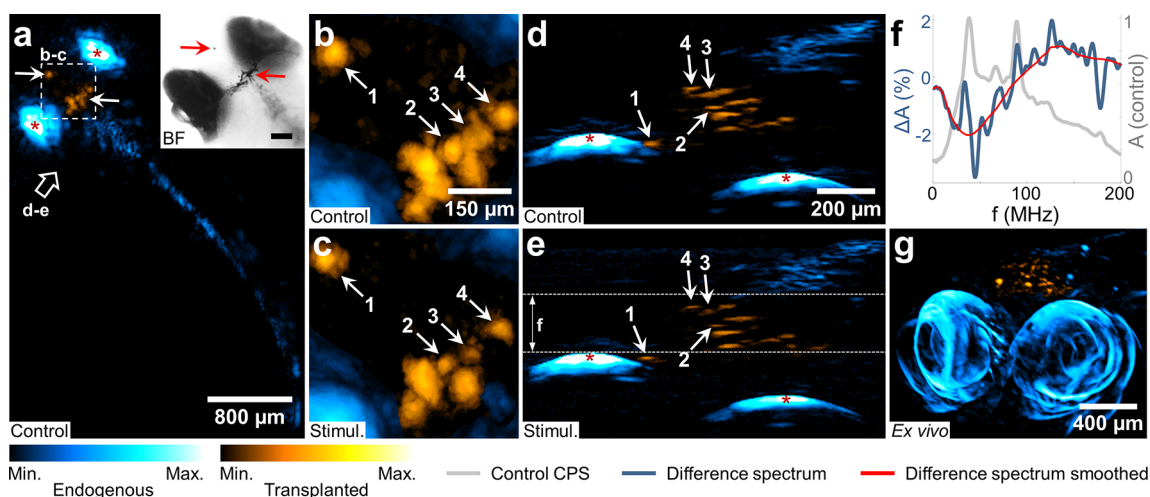 a
*
b-c
*
d-e
BF
800 µm
Control
b
1
2
3
4
150 µm
Control
c
1
2
3
4
Stimul.
d
4
3
1
2
*
*
200 µm
Control
e
4
3
1
2
f
*
*
Stimul.
f
2
0
-2
ΔA (%)
1
0
A (control)
0
100
200
f (MHz)
g
400 µm
Ex vivo
Min.
Max.
Endogenous
Min.
Max.
Transplanted
Control CPS
Difference spectrum
Difference spectrum smoothed